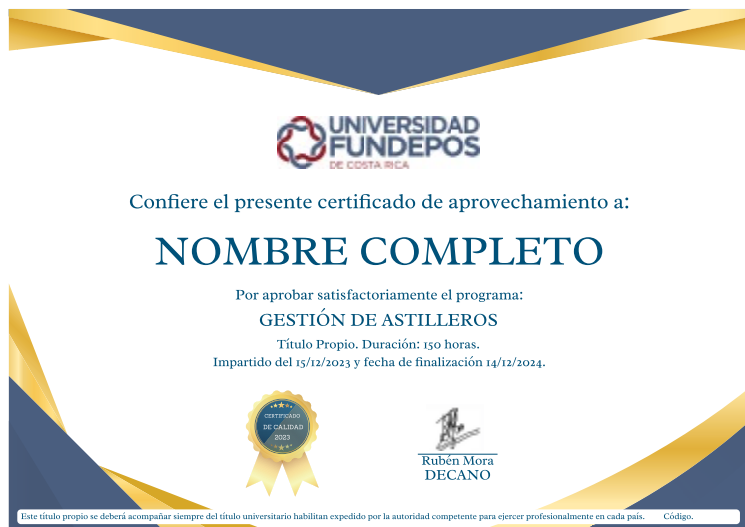 UNIVERSIDAD
FUNDEPOS
DE COSTA RICA
Confiere el presente certificado de aprovechamiento a:
NOMBRE COMPLETO
Por aprobar satisfactoriamente el programa:
GESTIÓN DE ASTILLEROS
Título Propio. Duración: 150 horas.
Impartido del 15/12/2023 y fecha de finalización 14/12/2024.
CERTIFICADO
DE CALIDAD
2023
Rubén Mora
DECANO
Este título propio se deberá acompañar siempre del título universitario habilitan expedido por la autoridad competente para ejercer profesionalmente en cada país. Código.